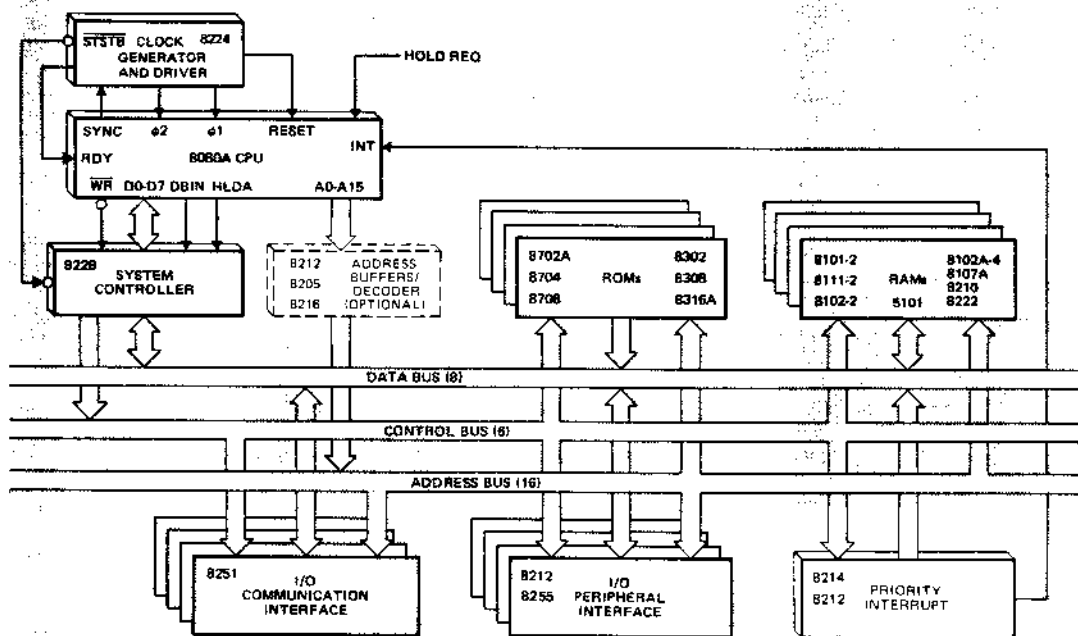 STSTB CLOCK 8224
GENERATOR
AND DRIVER
HOLD REQ
SYNC φ2 φ1 RESET
INT
RDY 8080A CPU
WR D0-D7 DBIN HLDA A0-A15
8228
SYSTEM
CONTROLLER
8212 ADDRESS
8205 BUFFERS/
DECODER
8216 (OPTIONAL)
8702A 8302
8704 ROMs 8308
8708 8316A
8101-2 8102A-4
8111-2 RAMs 8107A
8210
8102-2 5101 8222
DATA BUS (8)
CONTROL BUS (6)
ADDRESS BUS (16)
8251 I/O
COMMUNICATION
INTERFACE
8212 I/O
8255 PERIPHERAL
INTERFACE
8214 PRIORITY
8212 INTERRUPT